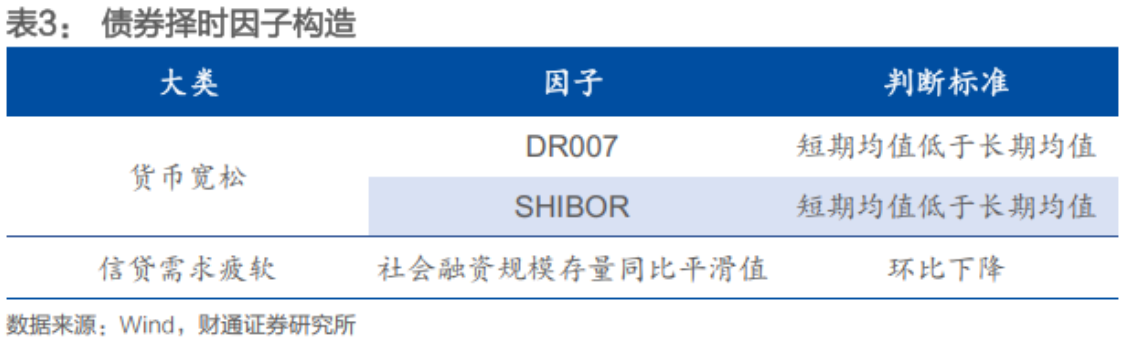 表3： 债券择时因子构造
大类 因子 判断标准
货币宽松 DR007 短期均值低于长期均值
SHIBOR 短期均值低于长期均值
信贷需求疲软 社会融资规模存量同比平滑值 环比下降
数据来源：Wind，财通证券研究所